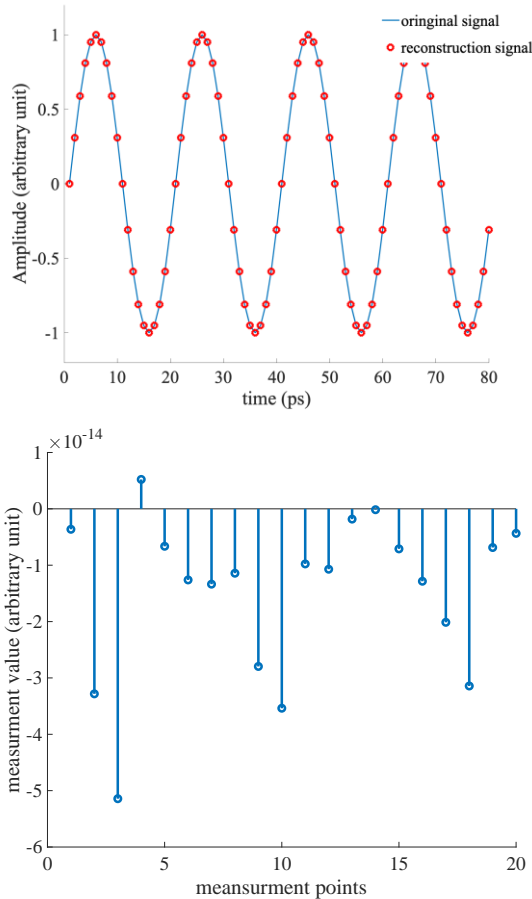 oringinal signal
reconstruction signal
Amplitude (arbitrary unit)
1
0.5
0
-0.5
-1
0 10 20 30 40 50 60 70 80
time (ps)
×10-14
measurment value (arbitrary unit)
1
0
-1
-2
-3
-4
-5
-6
0 5 10 15 20
meansurment points